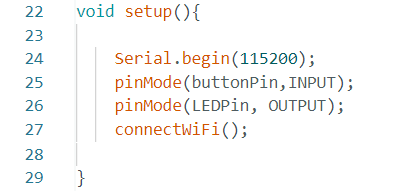 22 void setup(){
23
24 Serial.begin(115200);
25 pinMode(buttonPin,INPUT);
26 pinMode(LEDPin, OUTPUT);
27 connectWiFi();
28
29 }